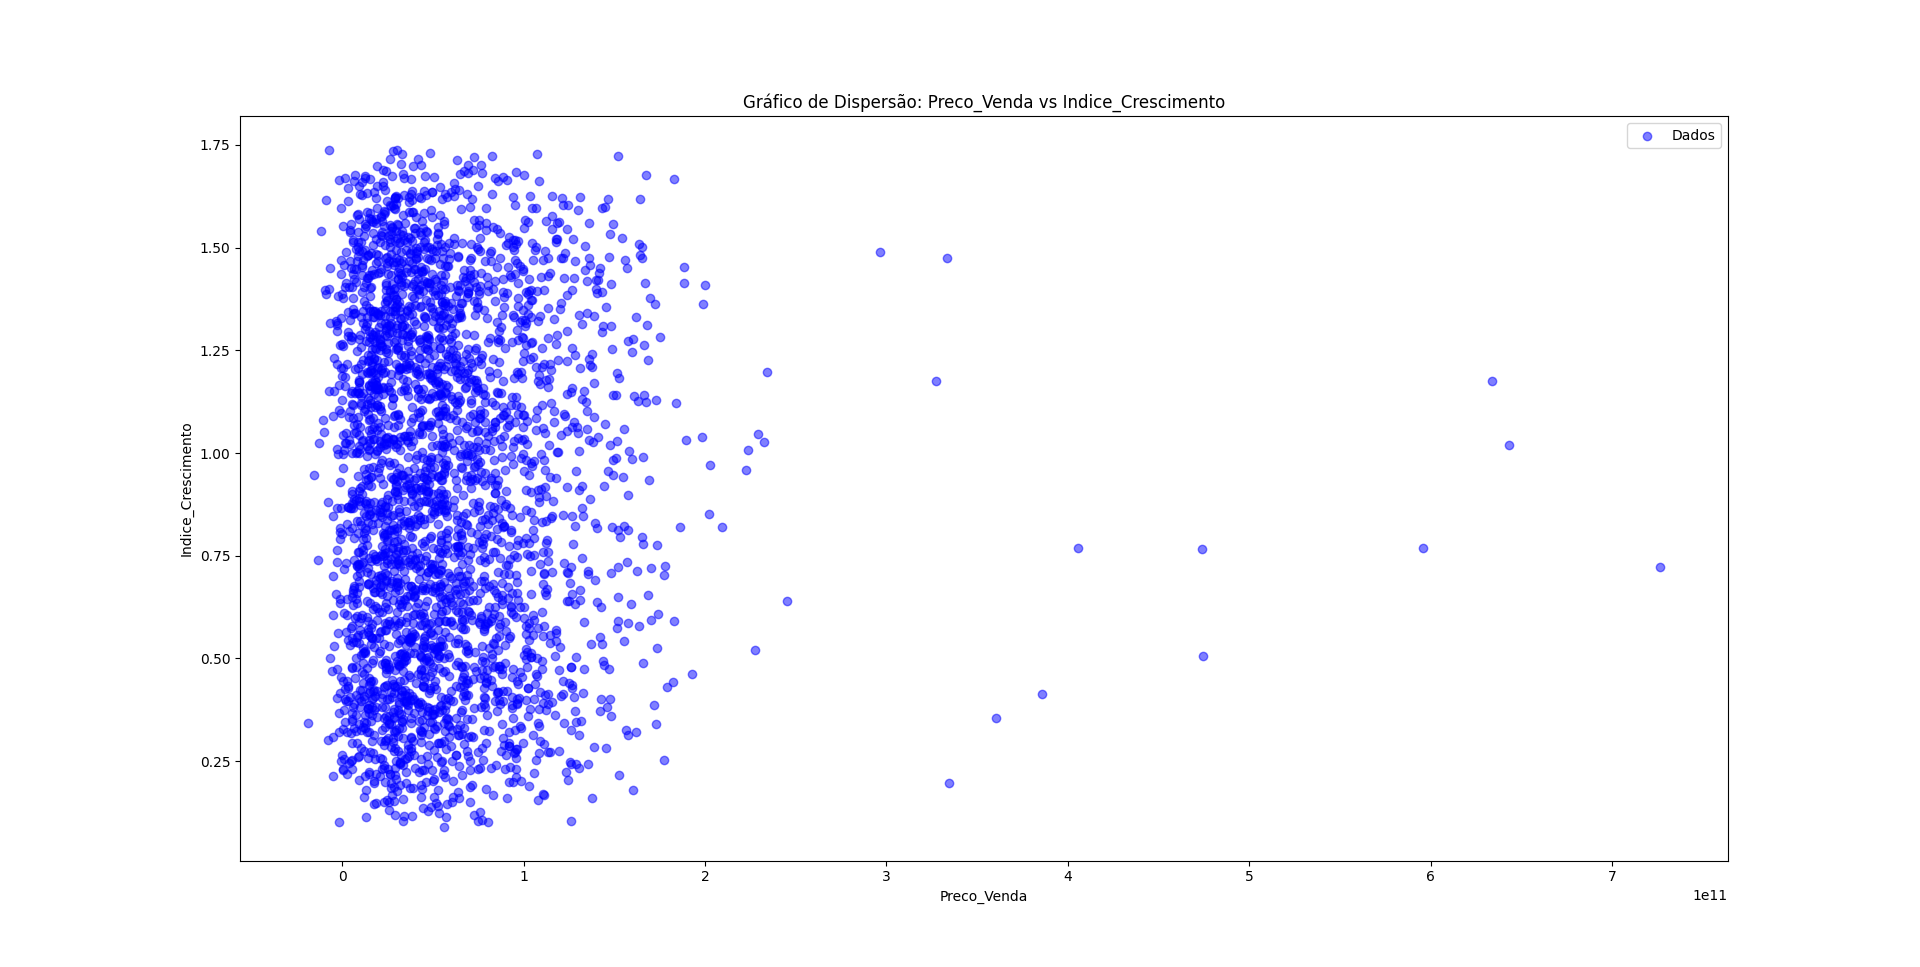 Gráfico de Dispersão: Preco_Venda vs Indice_Crescimento
Dados
1.75
1.50
1.25
1.00
0.75
0.50
0.25
Indice_Crescimento
0 1 2 3 4 5 6 7
1e11
Preco_Venda